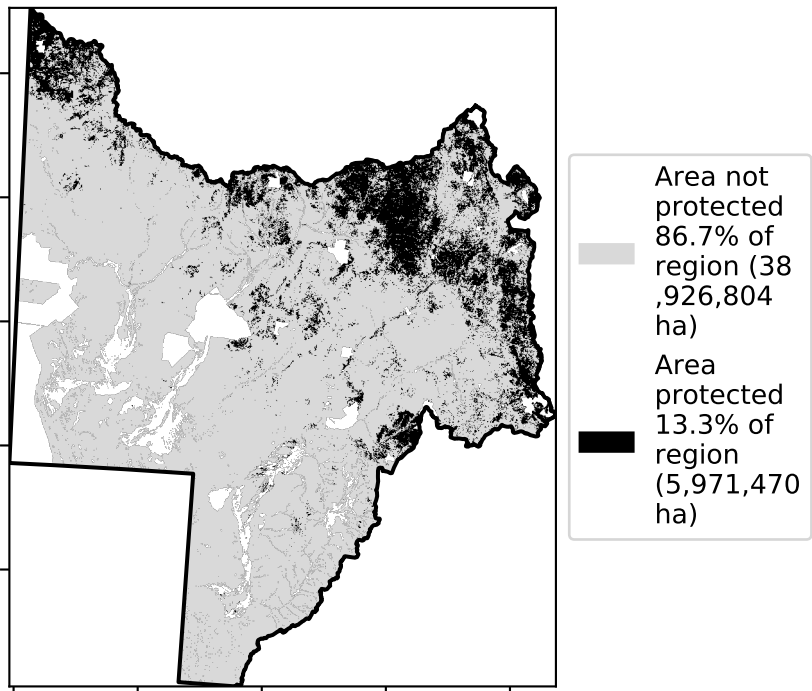 Area not
protected
86.7% of
region (38
,926,804
ha)
Area
protected
13.3% of
region
(5,971,470
ha)